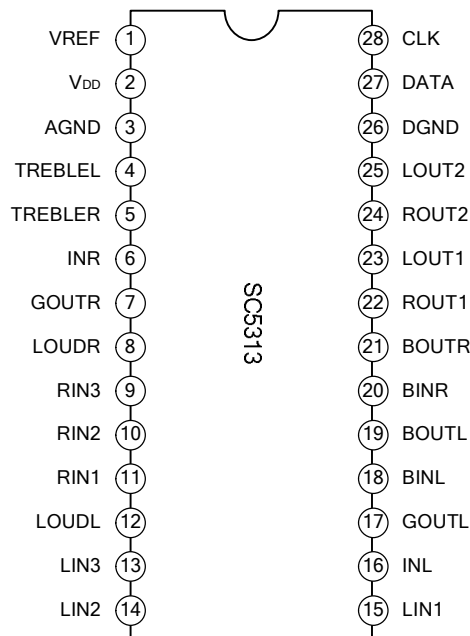 VREF 1 28 CLK
VDD 2 27 DATA
AGND 3 26 DGND
TREBLEL 4 25 LOUT2
TREBLER 5 24 ROUT2
INR 6 23 LOUT1
GOUTR 7 22 ROUT1
LOUDR 8 21 BOUTR
RIN3 9 20 BINR
RIN2 10 19 BOUTL
RIN1 11 18 BINL
LOUDL 12 17 GOUTL
LIN3 13 16 INL
LIN2 14 15 LIN1
SC5313